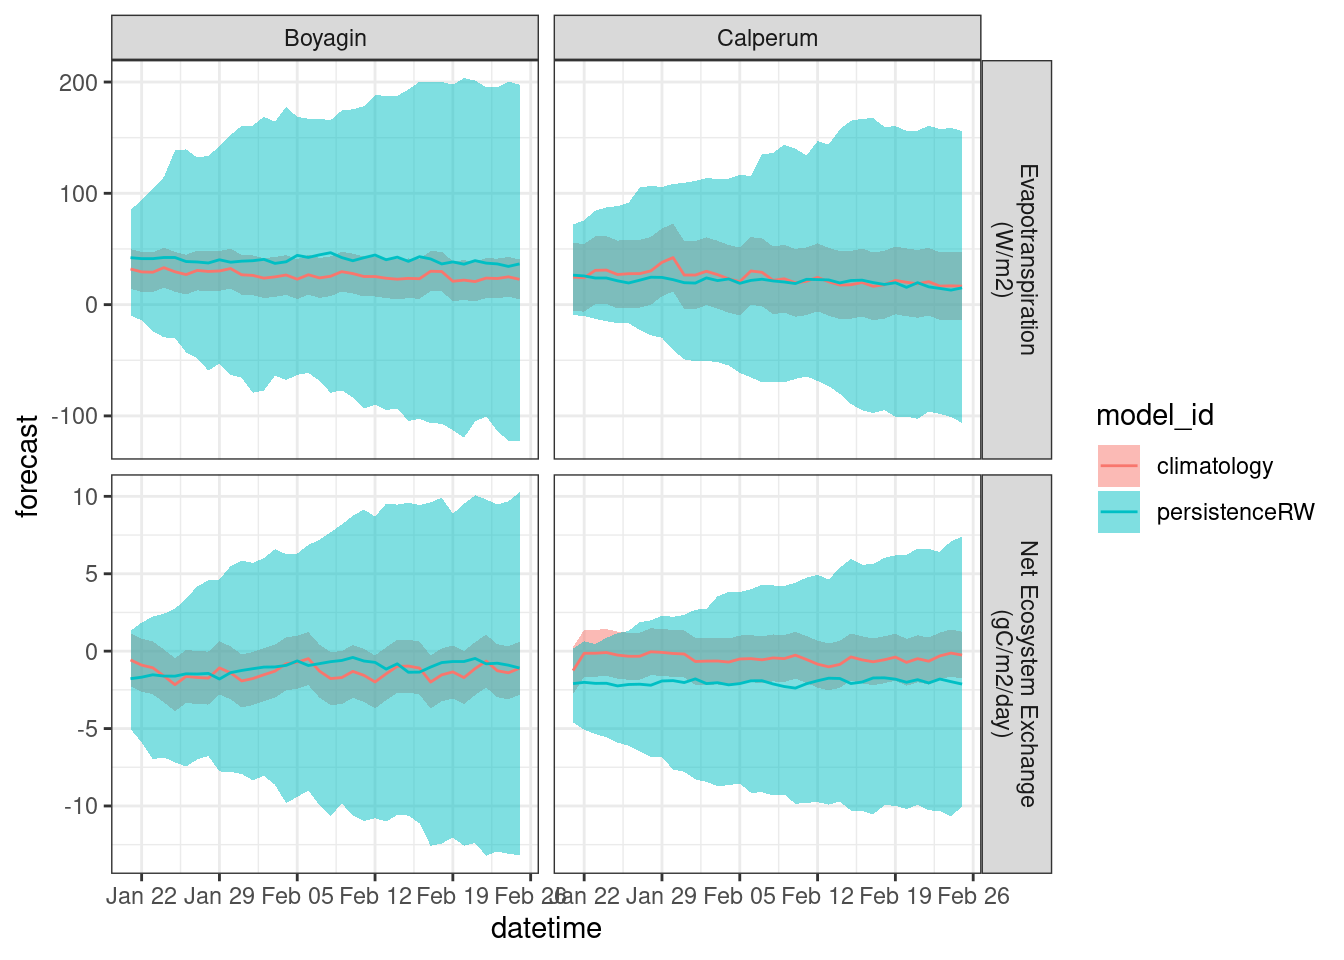 Boyagin
Calperum
200
100
0
-100
Evapotranspiration
(W/m2)
10
5
0
-5
-10
Net Ecosystem Exchange
(gC/m2/day)
forecast
Jan 22 Jan 29 Feb 05 Feb 12 Feb 19 Feb 26
Jan 22 Jan 29 Feb 05 Feb 12 Feb 19 Feb 26
datetime
model_id
climatology
persistenceRW